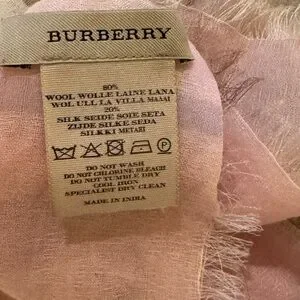 BURBERRY
80%
WOOL WOLLE LAINE LANA
WOL ULL LA VILLA МАЛЛІ
20%
SILK SEIDE SOIE SETA
ZIJDE SILKE SEDA
SILKKI ΜΕΤΑΞΙ
P
DO NOT WASH
DO NOT CHLORINE BLEACH
DO NOT TUMBLE DRY
COOL IRON
SPECIALIST DRY CLEAN
MADE IN INDIA